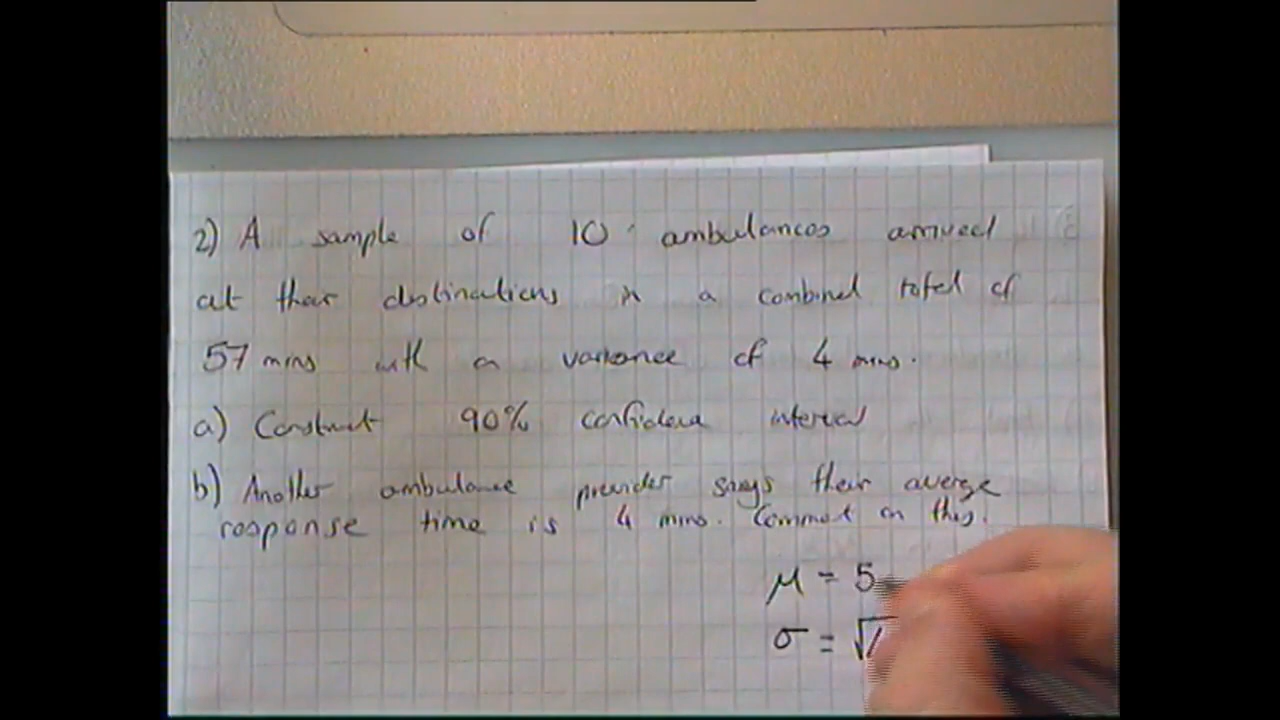 2) A sample of 10 ambulances arrived
at their destinations in a combined total of
57 mins with a variance of 4 mins.
a) Construct 90% confidence interval
b) Another ambulance provider says their average
response time is 4 mins. Comment on this.
μ = 5
σ = √